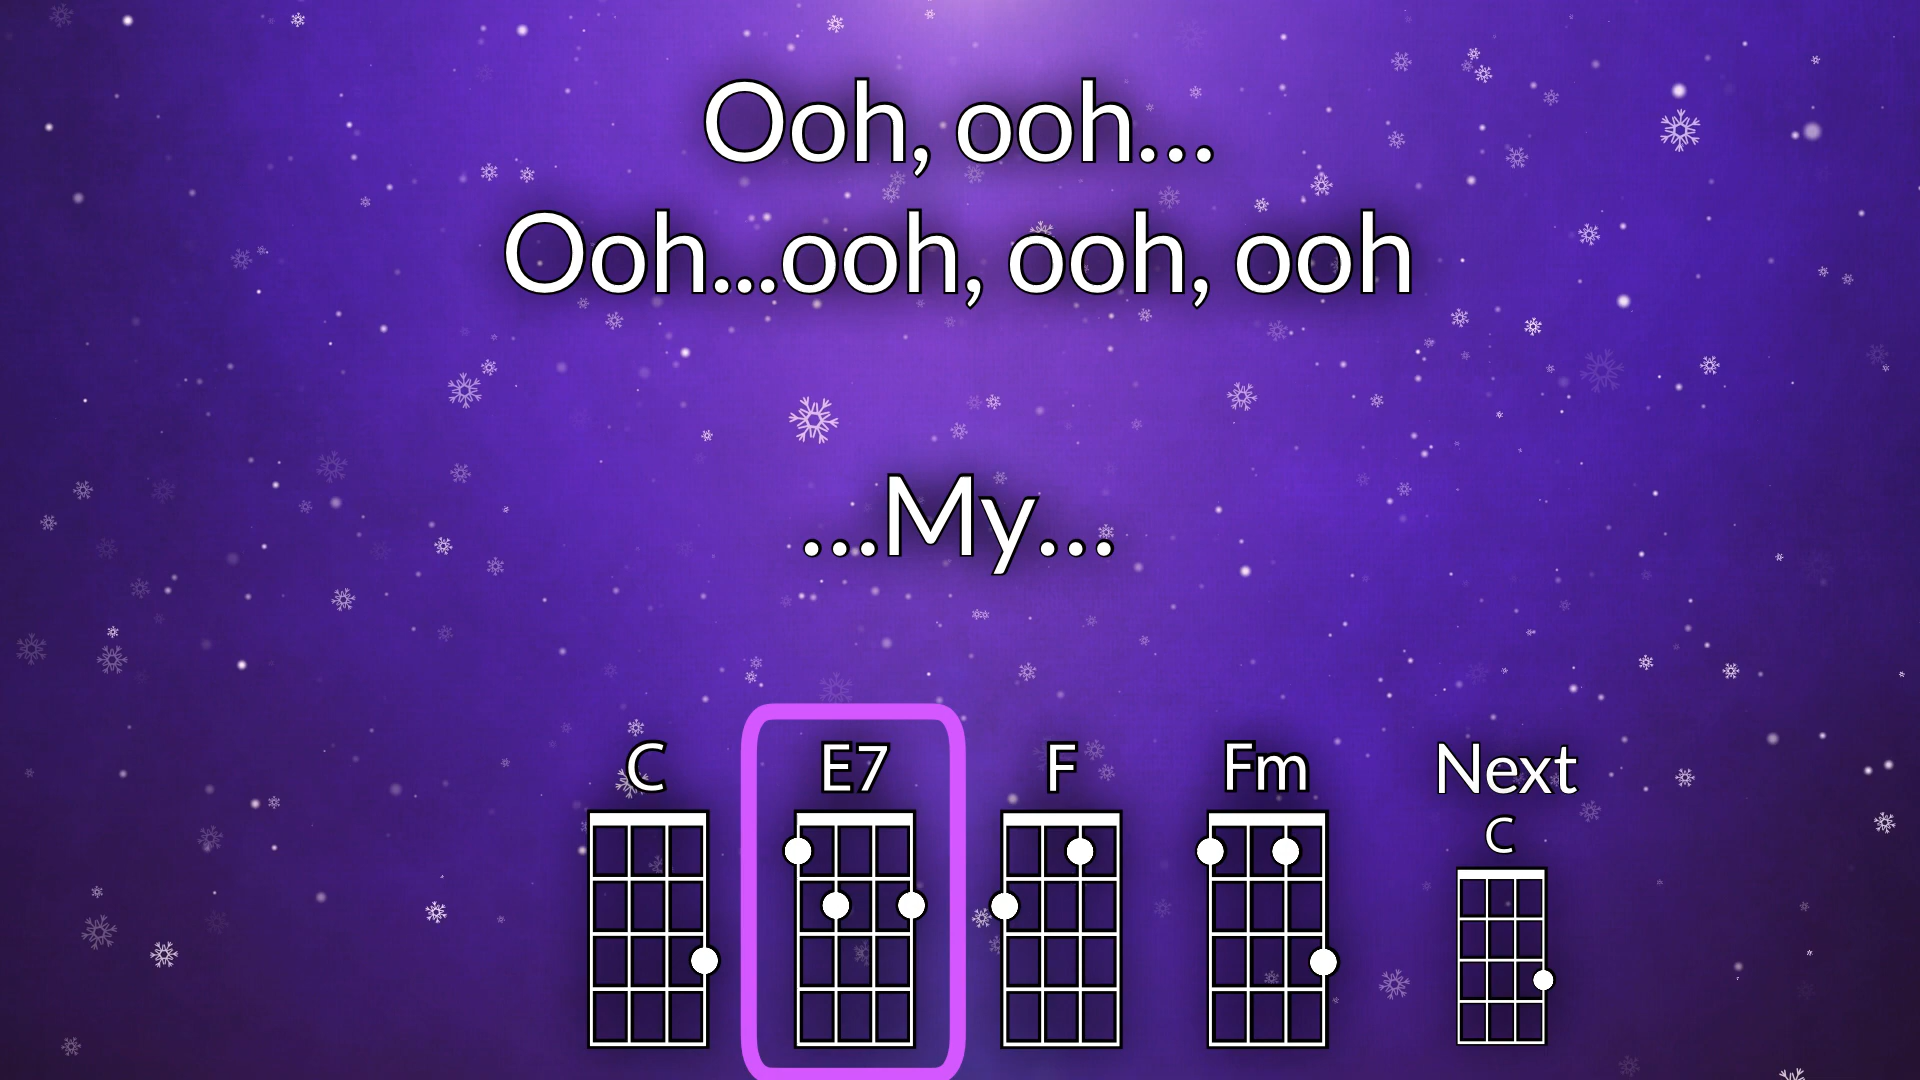 Ooh, ooh…
Ooh...ooh, ooh, ooh
…My…
C E7 F Fm Next
C